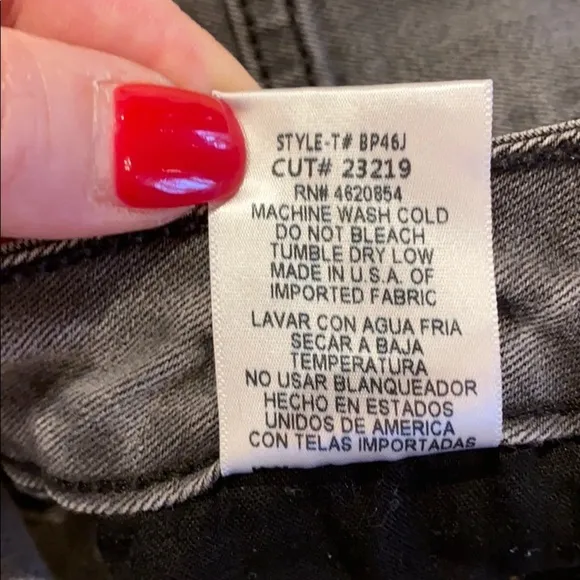 STYLE-T# BP46J
CUT# 23219
RN# 4620854
MACHINE WASH COLD
DO NOT BLEACH
TUMBLE DRY LOW
MADE IN U.S.A. OF
IMPORTED FABRIC
LAVAR CON AGUA FRIA
SECAR A BAJA
TEMPERATURA
NO USAR BLANQUEADOR
HECHO EN ESTADOS
UNIDOS DE AMERICA
CON TELAS IMPORTADAS